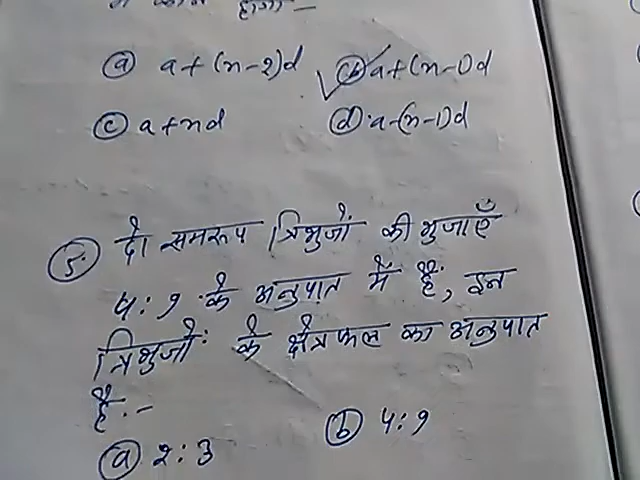 में कौन होगा —
(a) a + (n-2)d (b) a + (n-1)d
(c) a + nd (d) a-(n-1)d
5. दो समरूप त्रिभुजों की भुजाएँ
4:9 के अनुपात में हैं, इन
त्रिभुजों के क्षेत्रफल का अनुपात
है:-
(a) 2:3 (b) 4:9